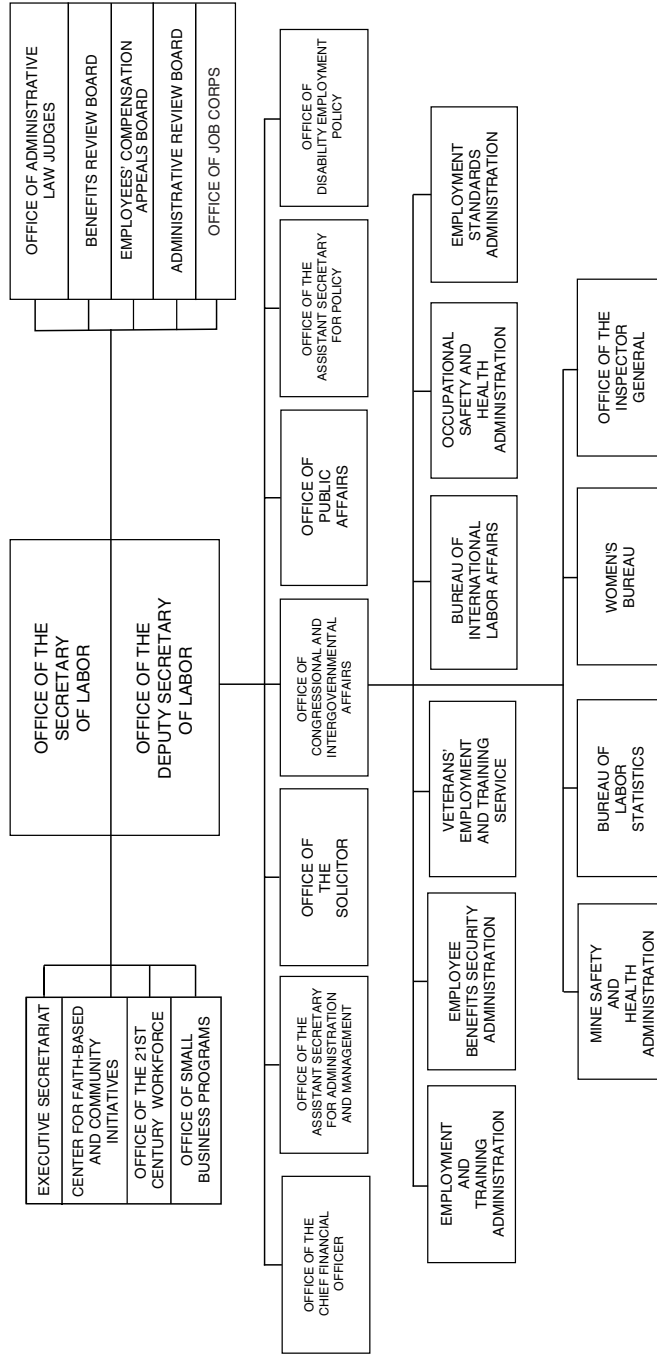 OFFICE OF THE
SECRETARY
OF LABOR
OFFICE OF THE
DEPUTY SECRETARY
OF LABOR
EXECUTIVE SECRETARIAT
CENTER FOR FAITH-BASED
AND COMMUNITY
INITIATIVES
OFFICE OF THE 21ST
CENTURY WORKFORCE
OFFICE OF SMALL
BUSINESS PROGRAMS
OFFICE OF ADMINISTRATIVE
LAW JUDGES
BENEFITS REVIEW BOARD
EMPLOYEES’ COMPENSATION
APPEALS BOARD
ADMINISTRATIVE REVIEW BOARD
OFFICE OF JOB CORPS
OFFICE OF THE
CHIEF FINANCIAL
OFFICER
OFFICE OF THE
ASSISTANT SECRETARY
FOR ADMINISTRATION
AND MANAGEMENT
OFFICE OF
THE
SOLICITOR
OFFICE OF
CONGRESSIONAL AND
INTERGOVERNMENTAL
AFFAIRS
OFFICE OF
PUBLIC
AFFAIRS
OFFICE OF THE
ASSISTANT SECRETARY
FOR POLICY
OFFICE OF
DISABILITY EMPLOYMENT
POLICY
EMPLOYMENT
AND
TRAINING
ADMINISTRATION
EMPLOYEE
BENEFITS SECURITY
ADMINISTRATION
VETERANS’
EMPLOYMENT
AND TRAINING
SERVICE
BUREAU OF
INTERNATIONAL
LABOR AFFAIRS
OCCUPATIONAL
SAFETY AND
HEALTH
ADMINISTRATION
EMPLOYMENT
STANDARDS
ADMINISTRATION
MINE SAFETY
AND
HEALTH
ADMINISTRATION
BUREAU OF
LABOR
STATISTICS
WOMEN'S
BUREAU
OFFICE OF THE
INSPECTOR
GENERAL